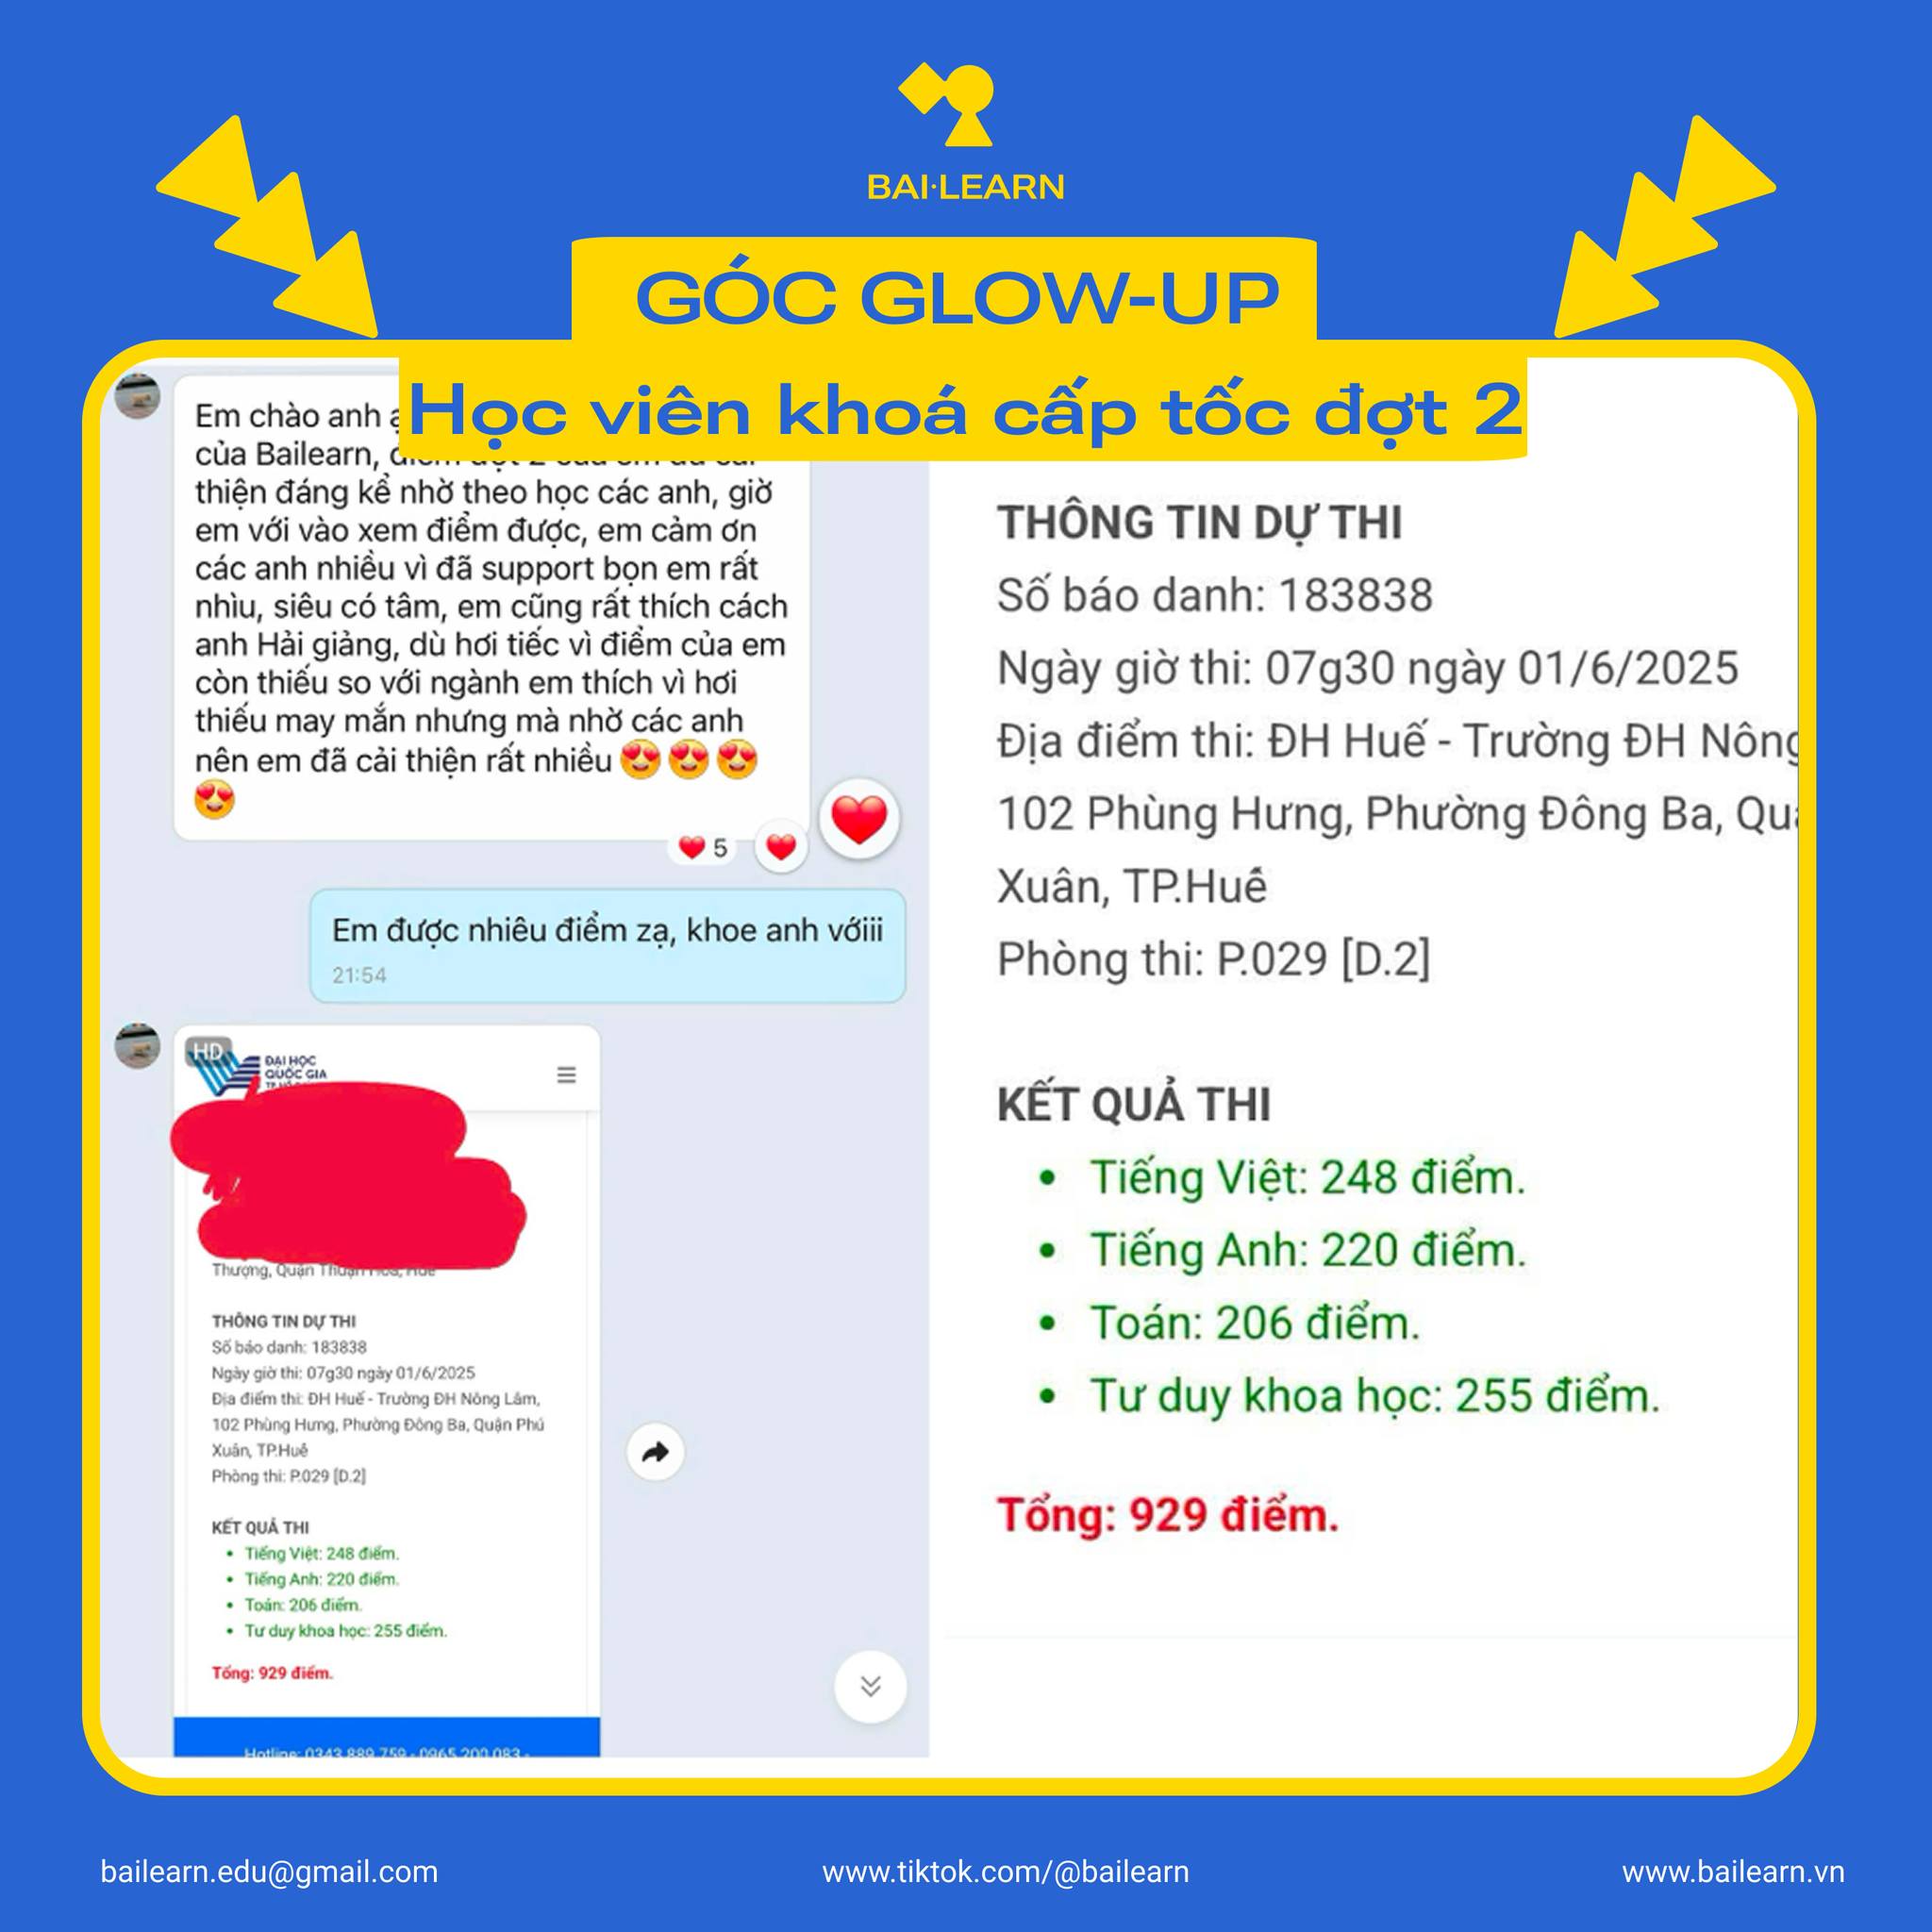 BAI·LEARN
GÓC GLOW-UP
Học viên khoá cấp tốc đợt 2
Em chào anh
của Bailearn, điểm đợt 2 của em đã cải
thiện đáng kể nhờ theo học các anh, giờ
em với vào xem điểm được, em cảm ơn
các anh nhiều vì đã support bọn em rất
nhìu, siêu có tâm, em cũng rất thích cách
anh Hải giảng, dù hơi tiếc vì điểm của em
còn thiếu so với ngành em thích vì hơi
thiếu may mắn nhưng mà nhờ các anh
nên em đã cải thiện rất nhiều 😍😍😍
😍
❤️ 5
Em được nhiêu điểm zạ, khoe anh vớiii
21:54
HD
ĐẠI HỌC
QUỐC GIA
Thượng, Quận Thuận Hoá, Huế
THÔNG TIN DỰ THI
Số báo danh: 183838
Ngày giờ thi: 07g30 ngày 01/6/2025
Địa điểm thi: ĐH Huế - Trường ĐH Nông Lâm,
102 Phùng Hưng, Phường Đông Ba, Quận Phú
Xuân, TP.Huế
Phòng thi: P.029 [D.2]
KẾT QUẢ THI
• Tiếng Việt: 248 điểm.
• Tiếng Anh: 220 điểm.
• Toán: 206 điểm.
• Tư duy khoa học: 255 điểm.
Tổng: 929 điểm.
Hotline: 0343 889 759 - 0965 200 083 -
THÔNG TIN DỰ THI
Số báo danh: 183838
Ngày giờ thi: 07g30 ngày 01/6/2025
Địa điểm thi: ĐH Huế - Trường ĐH Nông
102 Phùng Hưng, Phường Đông Ba, Qu
Xuân, TP.Huế
Phòng thi: P.029 [D.2]
KẾT QUẢ THI
• Tiếng Việt: 248 điểm.
• Tiếng Anh: 220 điểm.
• Toán: 206 điểm.
• Tư duy khoa học: 255 điểm.
Tổng: 929 điểm.
bailearn.edu@gmail.com
www.tiktok.com/@bailearn
www.bailearn.vn